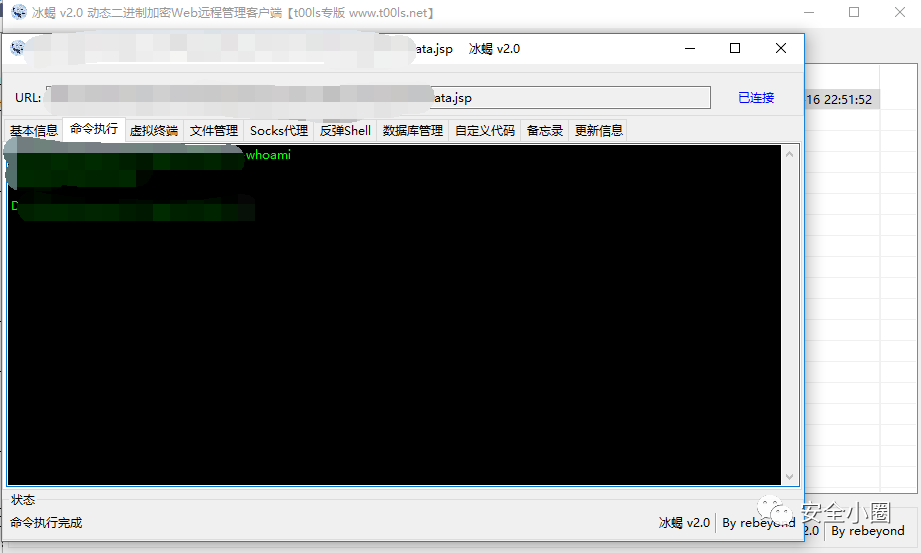 冰蝎 v2.0 动态二进制加密Web远程管理客户端【t00ls专版 www.t00ls.net】
ata.jsp 冰蝎 v2.0
URL: ata.jsp 已连接
16 22:51:52
基本信息 命令执行 虚拟终端 文件管理 Socks代理 反弹Shell 数据库管理 自定义代码 备忘录 更新信息
whoami
D
状态
命令执行完成 冰蝎 v2.0 By rebeyond
安全小圈
2.0 By rebeyond